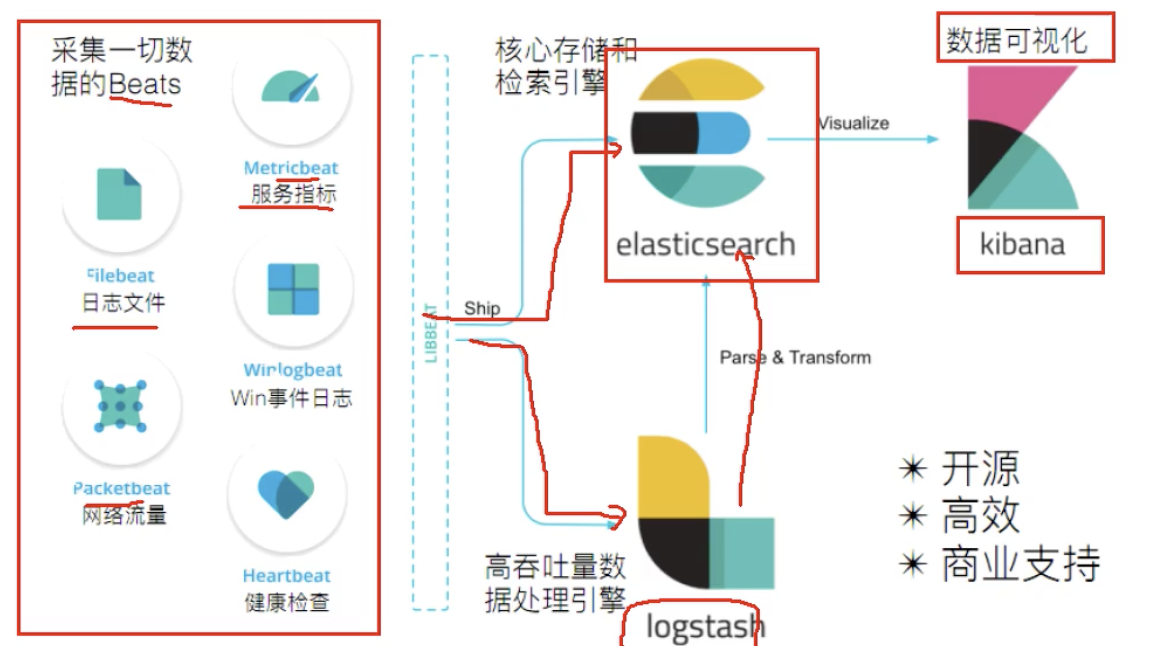 采集一切数
据的Beats
Metricbeat
服务指标
Filebeat
日志文件
Winlogbeat
Win事件日志
Packetbeat
网络流量
Heartbeat
健康检查
LIBBEAT
Ship
核心存储和
检索引擎
elasticsearch
Visualize
数据可视化
kibana
Parse & Transform
高吞吐量数
据处理引擎
logstash
✴ 开源
✴ 高效
✴ 商业支持